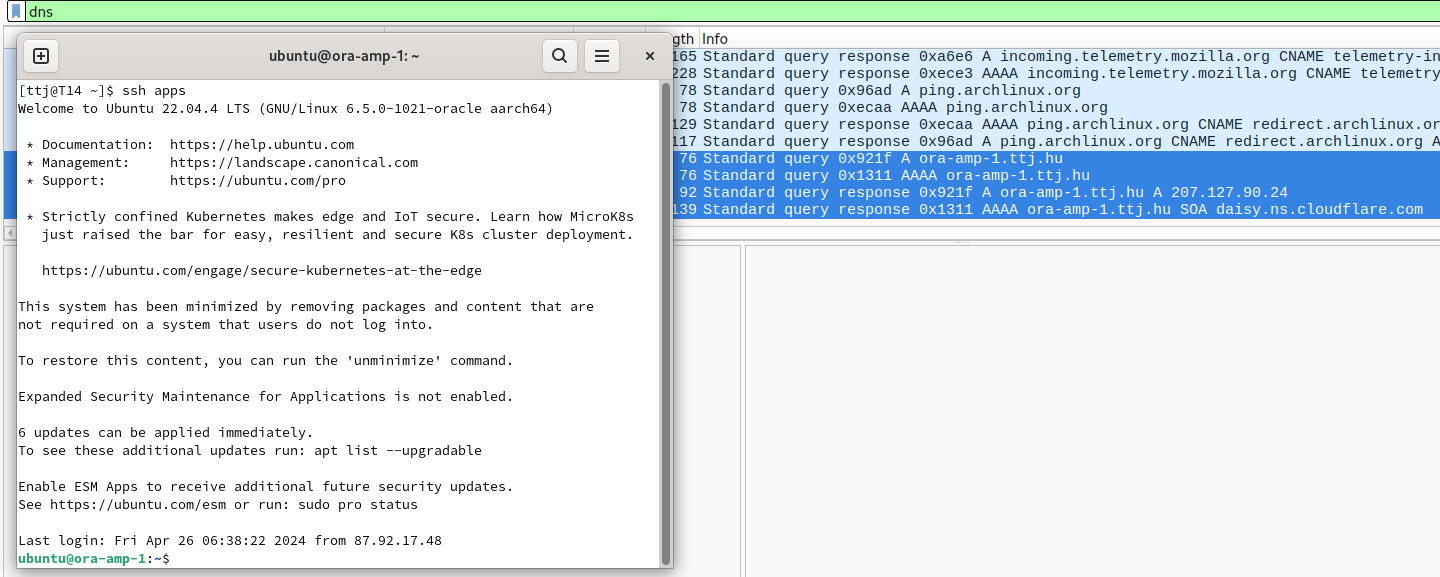 dns
ubuntu@ora-amp-1: ~
[ttj@T14 ~]$ ssh apps
Welcome to Ubuntu 22.04.4 LTS (GNU/Linux 6.5.0-1021-oracle aarch64)
* Documentation:  https://help.ubuntu.com
* Management:     https://landscape.canonical.com
* Support:        https://ubuntu.com/pro
* Strictly confined Kubernetes makes edge and IoT secure. Learn how MicroK8s
just raised the bar for easy, resilient and secure K8s cluster deployment.
https://ubuntu.com/engage/secure-kubernetes-at-the-edge
This system has been minimized by removing packages and content that are
not required on a system that users do not log into.
To restore this content, you can run the 'unminimize' command.
Expanded Security Maintenance for Applications is not enabled.
6 updates can be applied immediately.
To see these additional updates run: apt list --upgradable
Enable ESM Apps to receive additional future security updates.
See https://ubuntu.com/esm or run: sudo pro status
Last login: Fri Apr 26 06:38:22 2024 from 87.92.17.48
ubuntu@ora-amp-1:~$
gth Info
165 Standard query response 0xa6e6 A incoming.telemetry.mozilla.org CNAME telemetry-in
228 Standard query response 0xece3 AAAA incoming.telemetry.mozilla.org CNAME telemetry
78 Standard query 0x96ad A ping.archlinux.org
78 Standard query 0xecaa AAAA ping.archlinux.org
129 Standard query response 0xecaa AAAA ping.archlinux.org CNAME redirect.archlinux.or
117 Standard query response 0x96ad A ping.archlinux.org CNAME redirect.archlinux.org A
76 Standard query 0x921f A ora-amp-1.ttj.hu
76 Standard query 0x1311 AAAA ora-amp-1.ttj.hu
92 Standard query response 0x921f A ora-amp-1.ttj.hu A 207.127.90.24
139 Standard query response 0x1311 AAAA ora-amp-1.ttj.hu SOA daisy.ns.cloudflare.com